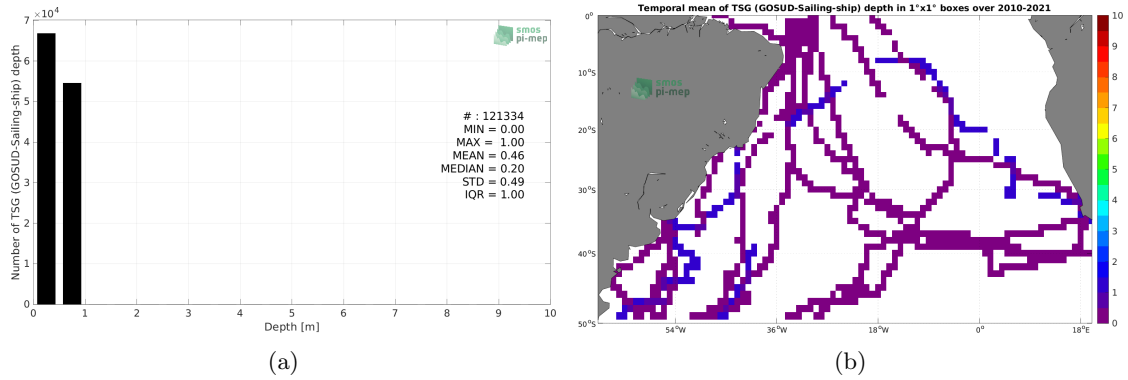 ×10⁴
7
6
5
4
3
2
1
0
Number of TSG (GOSUD-Sailing-ship) depth
smos
pi-mep
# : 121334
MIN = 0.00
MAX = 1.00
MEAN = 0.46
MEDIAN = 0.20
STD = 0.49
IQR = 1.00
0 1 2 3 4 5 6 7 8 9 10
Depth [m]
(a)
Temporal mean of TSG (GOSUD-Sailing-ship) depth in 1°x1° boxes over 2010-2021
0°
10°S
20°S
30°S
40°S
50°S
smos
pi-mep
54°W 36°W 18°W 0° 18°E
10
9
8
7
6
5
4
3
2
1
0
(b)